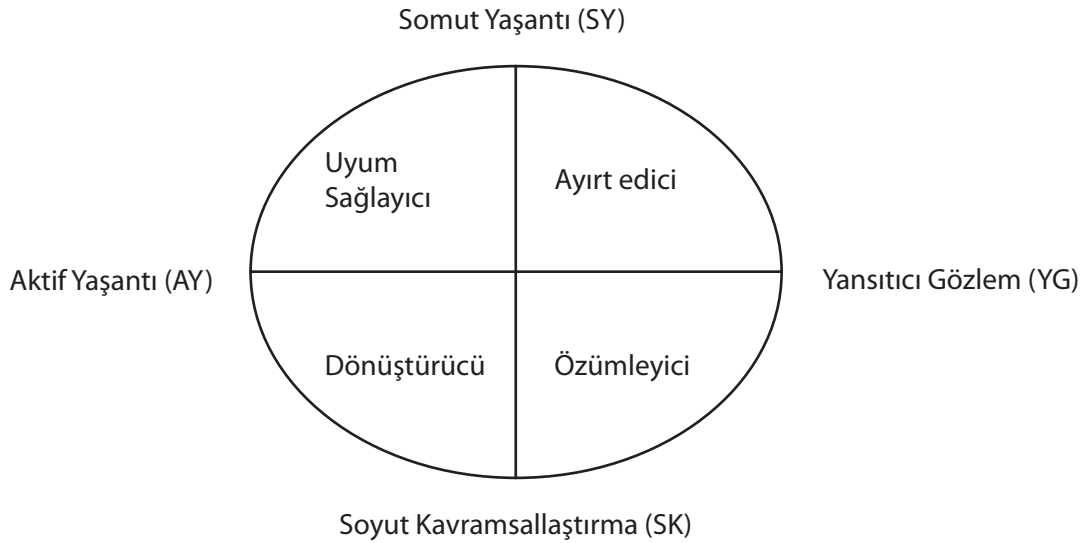 Somut Yaşantı (SY)
Uyum
Sağlayıcı
Ayırt edici
Aktif Yaşantı (AY)
Yansıtıcı Gözlem (YG)
Dönüştürücü
Özümleyici
Soyut Kavramsallaştırma (SK)